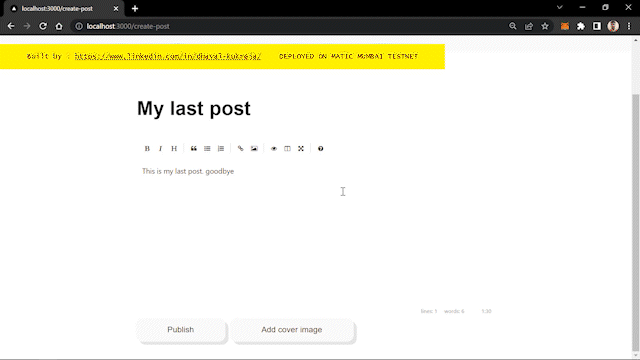 localhost:3000/create-post
localhost:3000/create-post
Built by : https://www.linkedin.com/in/dhaval-kukreja/ DEPLOYED ON MATIC MUMBAI TESTNET
My last post
B I H
This is my last post. goodbye
lines: 1 words: 6 1:30
Publish Add cover image